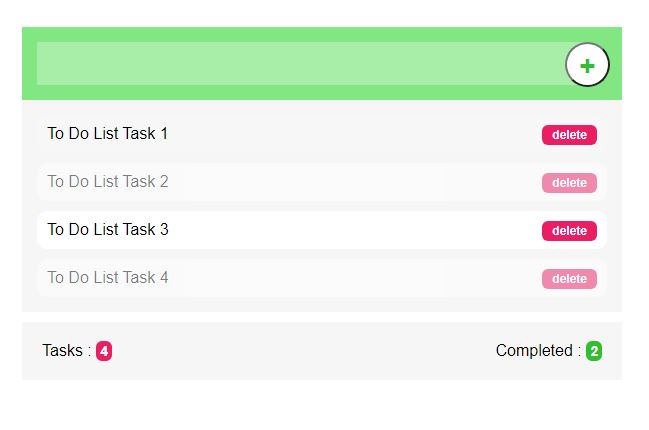 +
To Do List Task 1 delete
To Do List Task 2 delete
To Do List Task 3 delete
To Do List Task 4 delete
Tasks : 4 Completed : 2